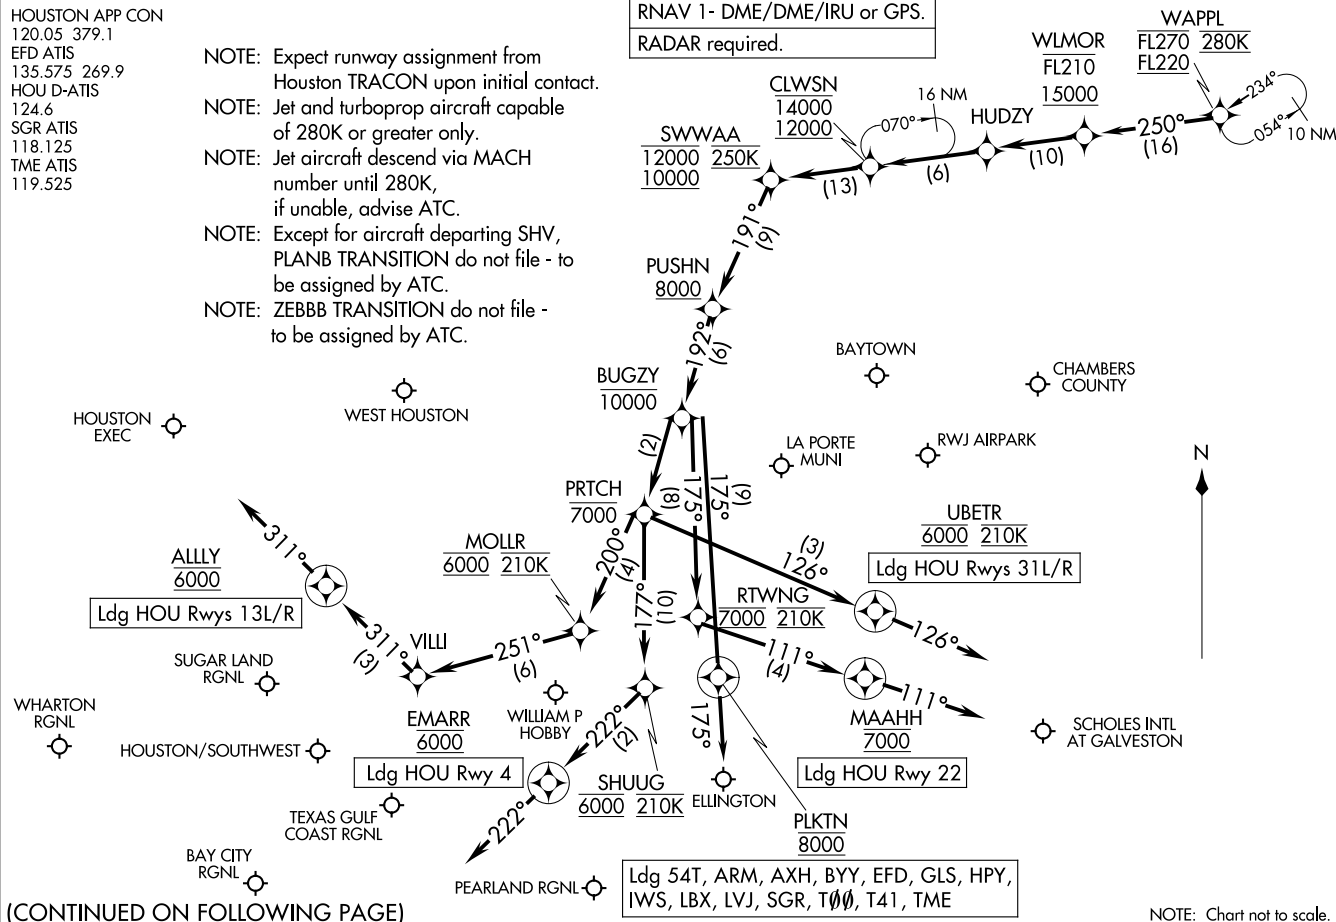 HOUSTON APP CON
120.05 379.1
EFD ATIS
135.575 269.9
HOU D-ATIS
124.6
SGR ATIS
118.125
TME ATIS
119.525
NOTE: Expect runway assignment from
Houston TRACON upon initial contact.
NOTE: Jet and turboprop aircraft capable
of 280K or greater only.
NOTE: Jet aircraft descend via MACH
number until 280K,
if unable, advise ATC.
NOTE: Except for aircraft departing SHV,
PLANB TRANSITION do not file - to
be assigned by ATC.
NOTE: ZEBBB TRANSITION do not file -
to be assigned by ATC.
RNAV 1- DME/DME/IRU or GPS.
RADAR required.
WAPPL
FL270 280K
FL220
234°
054°
10 NM
250°
(16)
WLMOR
FL210
15000
(10)
HUDZY
16 NM
070°
(6)
CLWSN
14000
12000
(13)
SWWAA
12000 250K
10000
191°
(9)
PUSHN
8000
192°
(6)
BUGZY
10000
(2)
175°
(8)
175°
(9)
BAYTOWN
CHAMBERS
COUNTY
WEST HOUSTON
HOUSTON
EXEC
LA PORTE
MUNI
RWJ AIRPARK
N
PRTCH
7000
200°
(4)
177°
(10)
(3)
126°
UBETR
6000 210K
Ldg HOU Rwys 31L/R
126°
MOLLR
6000 210K
251°
(6)
311°
ALLLY
6000
Ldg HOU Rwys 13L/R
311°
(3)
VILLI
RTWNG
7000 210K
111°
(4)
111°
MAAHH
7000
Ldg HOU Rwy 22
SUGAR LAND
RGNL
WHARTON
RGNL
HOUSTON/SOUTHWEST
WILLIAM P
HOBBY
EMARR
6000
Ldg HOU Rwy 4
222°
(2)
222°
SHUUG
6000 210K
175°
ELLINGTON
SCHOLES INTL
AT GALVESTON
PLKTN
8000
Ldg 54T, ARM, AXH, BYY, EFD, GLS, HPY,
IWS, LBX, LVJ, SGR, TØØ, T41, TME
TEXAS GULF
COAST RGNL
BAY CITY
RGNL
PEARLAND RGNL
(CONTINUED ON FOLLOWING PAGE)
NOTE: Chart not to scale.